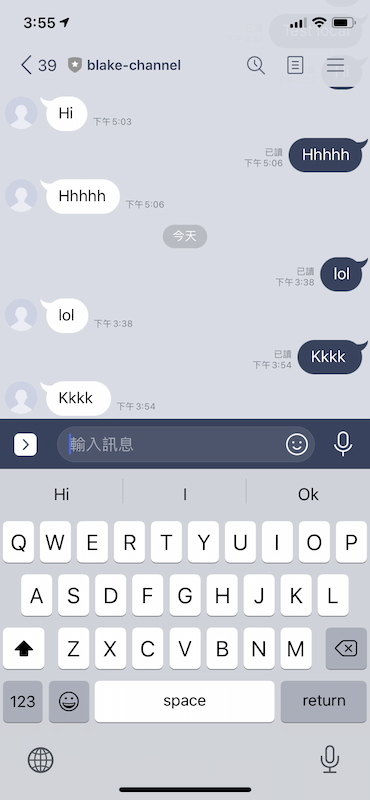 3:55
Test local
39 blake-channel
Hi
下午5:03
已讀
下午5:06
Hhhhh
Hhhhh
下午5:06
今天
已讀
下午3:38
lol
lol
下午3:38
已讀
下午3:54
Kkkk
Kkkk
下午3:54
輸入訊息
Hi I Ok
Q W E R T Y U I O P
A S D F G H J K L
Z X C V B N M
123 space return